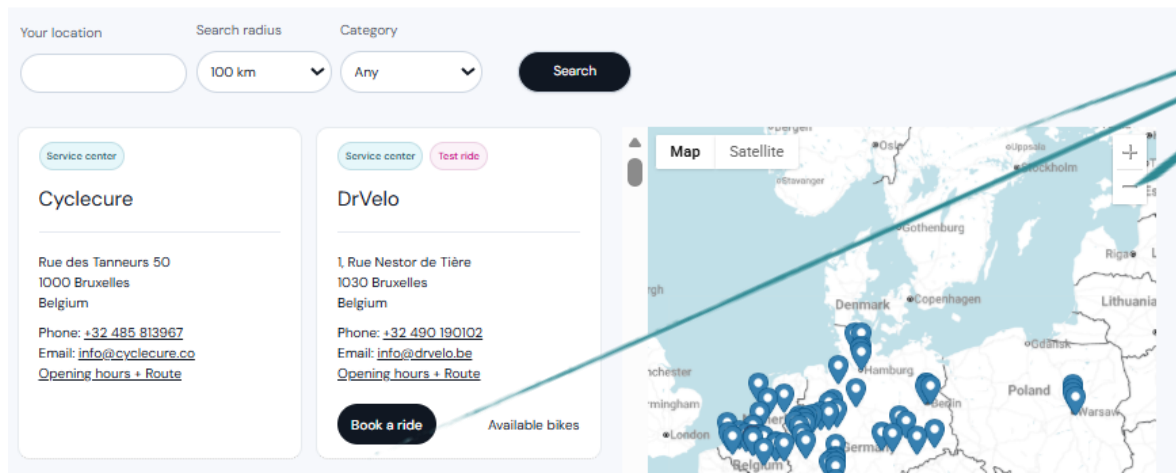 Your location
Search radius
Category
100 km
Any
Search
Service center
Cyclecure
Rue des Tanneurs 50
1000 Bruxelles
Belgium
Phone: +32 485 813967
Email: info@cyclecure.co
Opening hours + Route
Service center
Test ride
DrVelo
1, Rue Nestor de Tière
1030 Bruxelles
Belgium
Phone: +32 490 190102
Email: info@drvelo.be
Opening hours + Route
Book a ride
Available bikes
Map
Satellite
Uppsala
Stockholm
Stavanger
Gothenburg
Riga
Denmark
Copenhagen
Lithuania
Gdańsk
Hamburg
Poland
Berlin
Warsaw
London
Germany
Belgium